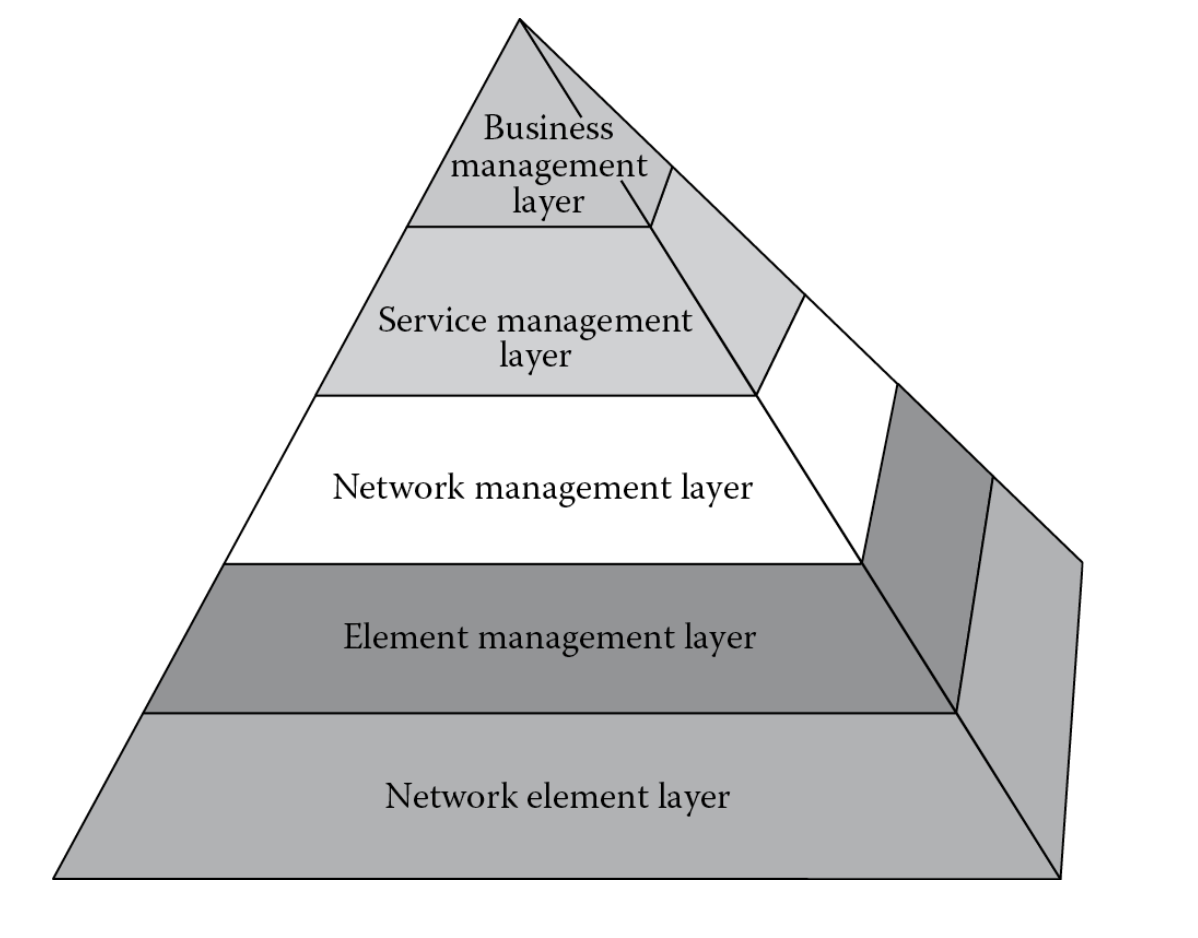 Business
management
layer
Service management
layer
Network management layer
Element management layer
Network element layer